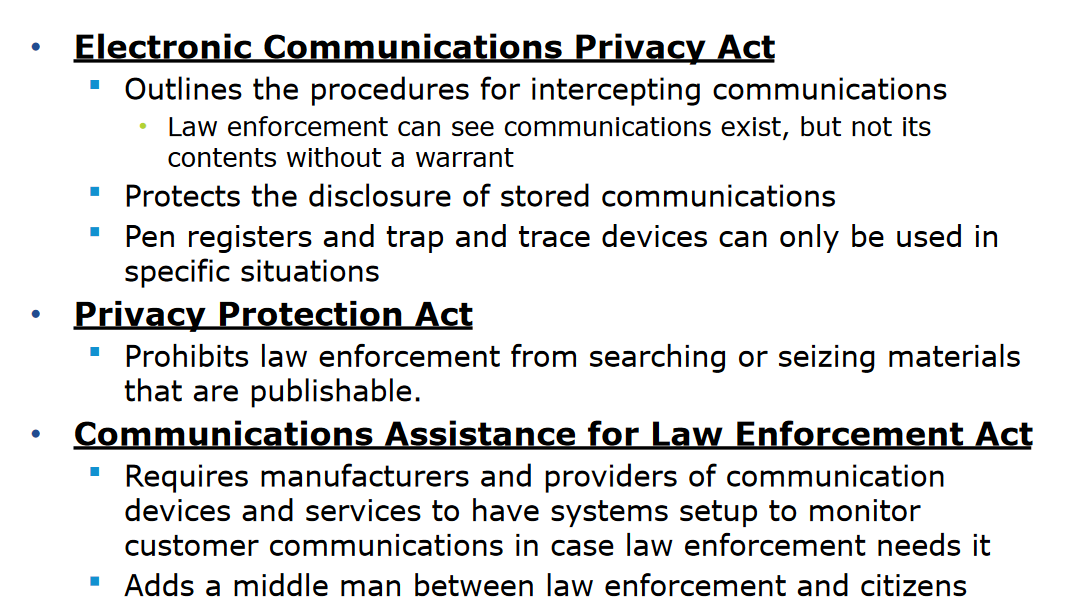 • Electronic Communications Privacy Act
▪ Outlines the procedures for intercepting communications
• Law enforcement can see communications exist, but not its
contents without a warrant
▪ Protects the disclosure of stored communications
▪ Pen registers and trap and trace devices can only be used in
specific situations
• Privacy Protection Act
▪ Prohibits law enforcement from searching or seizing materials
that are publishable.
• Communications Assistance for Law Enforcement Act
▪ Requires manufacturers and providers of communication
devices and services to have systems setup to monitor
customer communications in case law enforcement needs it
▪ Adds a middle man between law enforcement and citizens